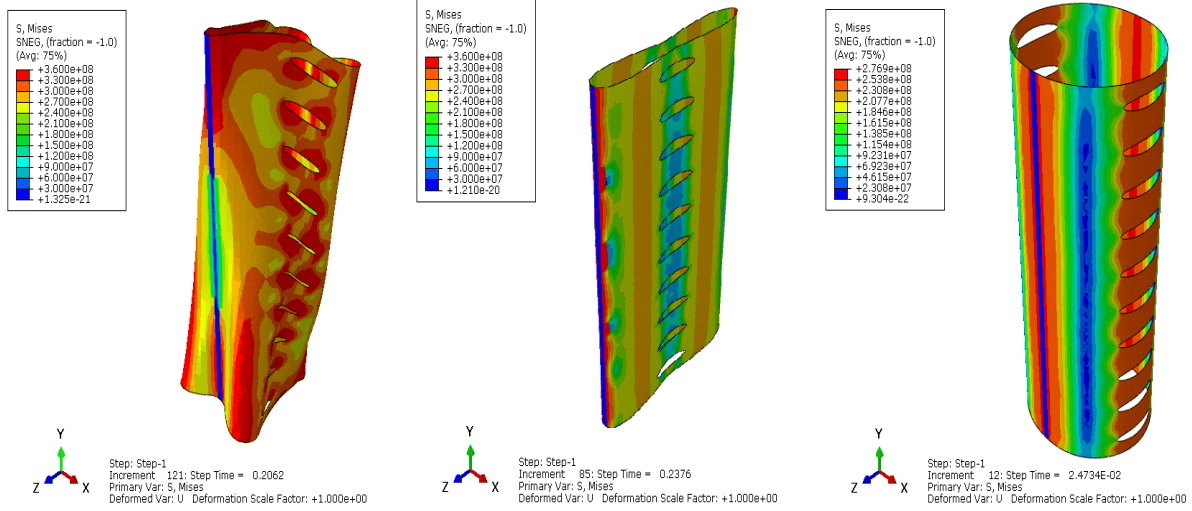 S, Mises
SNEG, (fraction = -1.0)
(Avg: 75%)
+3.600e+08
+3.300e+08
+3.000e+08
+2.700e+08
+2.400e+08
+2.100e+08
+1.800e+08
+1.500e+08
+1.200e+08
+9.000e+07
+6.000e+07
+3.000e+07
+1.325e-21
Y
Z
X
Step: Step-1
Increment 121: Step Time = 0.2062
Primary Var: S, Mises
Deformed Var: U Deformation Scale Factor: +1.000e+00
S, Mises
SNEG, (fraction = -1.0)
(Avg: 75%)
+3.600e+08
+3.300e+08
+3.000e+08
+2.700e+08
+2.400e+08
+2.100e+08
+1.800e+08
+1.500e+08
+1.200e+08
+9.000e+07
+6.000e+07
+3.000e+07
+1.210e-20
Y
Z
X
Step: Step-1
Increment 85: Step Time = 0.2376
Primary Var: S, Mises
Deformed Var: U Deformation Scale Factor: +1.000e+00
S, Mises
SNEG, (fraction = -1.0)
(Avg: 75%)
+2.769e+08
+2.538e+08
+2.308e+08
+2.077e+08
+1.846e+08
+1.615e+08
+1.385e+08
+1.154e+08
+9.231e+07
+6.923e+07
+4.615e+07
+2.308e+07
+9.304e-22
Y
Z
X
Step: Step-1
Increment 12: Step Time = 2.4734E-02
Primary Var: S, Mises
Deformed Var: U Deformation Scale Factor: +1.000e+00